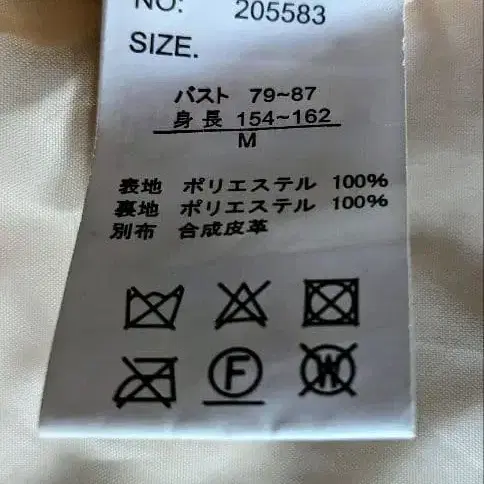 NO: 205583
SIZE.
バスト 79~87
身長 154~162
M
表地 ポリエステル 100%
裏地 ポリエステル 100%
別布 合成皮革
F
W